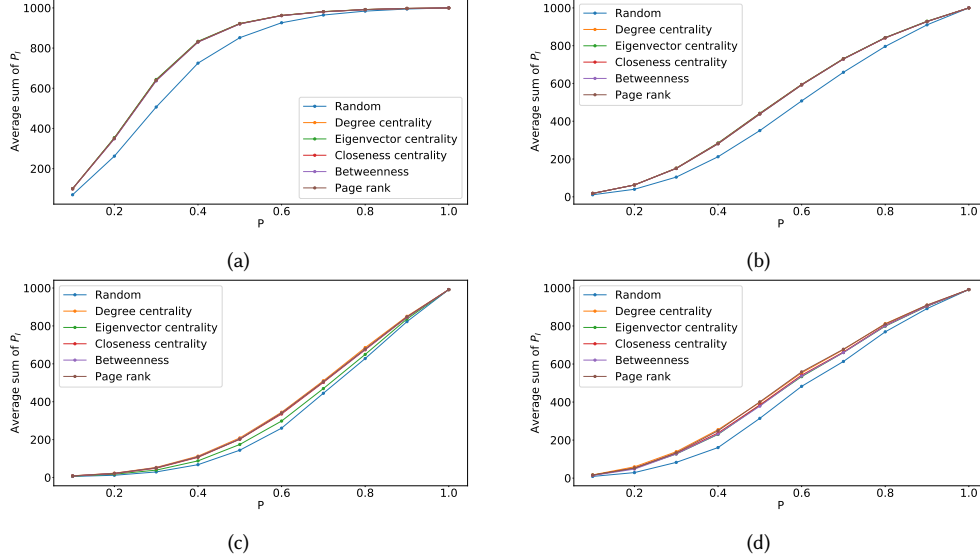 1000
800
600
400
200
Average sum of P_l
Random
Degree centrality
Eigenvector centrality
Closeness centrality
Betweenness
Page rank
0.2 0.4 0.6 0.8 1.0
P
(a)
1000
800
600
400
200
0
Average sum of P_l
Random
Degree centrality
Eigenvector centrality
Closeness centrality
Betweenness
Page rank
0.2 0.4 0.6 0.8 1.0
P
(b)
1000
800
600
400
200
0
Average sum of P_l
Random
Degree centrality
Eigenvector centrality
Closeness centrality
Betweenness
Page rank
0.2 0.4 0.6 0.8 1.0
P
(c)
1000
800
600
400
200
0
Average sum of P_l
Random
Degree centrality
Eigenvector centrality
Closeness centrality
Betweenness
Page rank
0.2 0.4 0.6 0.8 1.0
P
(d)